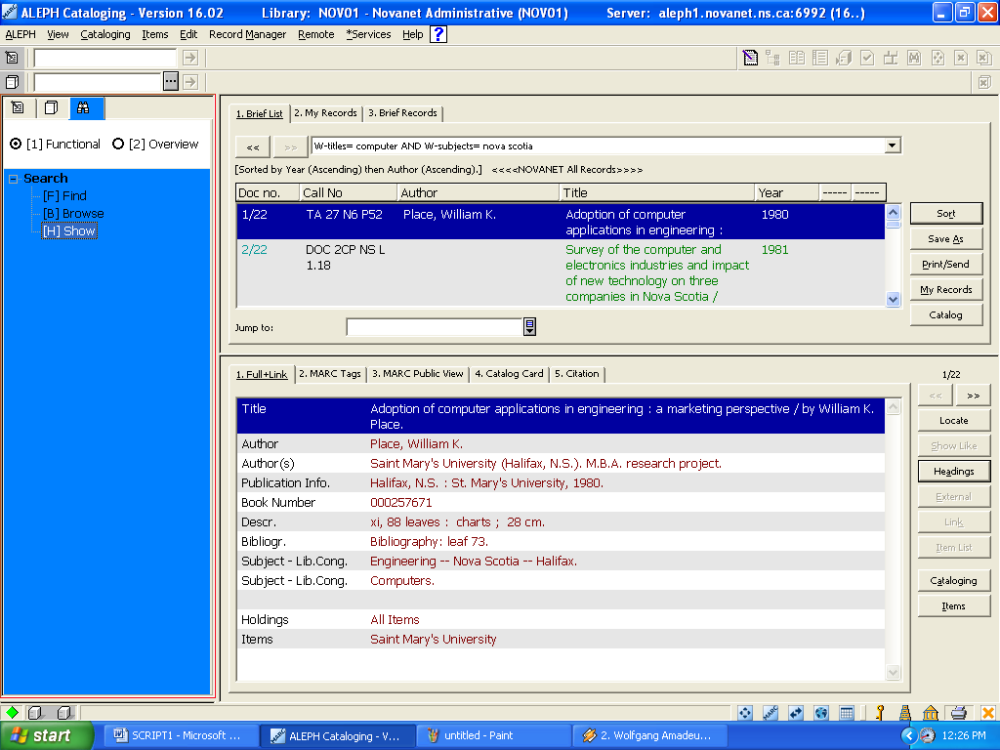 ALEPH Cataloging - Version 16.02 Library: NOV01 - Novanet Administrative (NOV01) Server: aleph1.novanet.ns.ca:6992 (16..)
ALEPH View Cataloging Items Edit Record Manager Remote *Services Help ?
1. Brief List 2. My Records 3. Brief Records
[1] Functional [2] Overview
<< >> W-titles= computer AND W-subjects= nova scotia
[Sorted by Year (Ascending) then Author (Ascending).] <<<<NOVANET All Records>>>>
Search
[F] Find
[B] Browse
[H] Show
Doc no. Call No Author Title Year ----- -----
1/22 TA 27 N6 P52 Place, William K. Adoption of computer 1980
applications in engineering :
2/22 DOC 2CP NS L Survey of the computer and 1981
1.18 electronics industries and impact
of new technology on three
companies in Nova Scotia /
Sort
Save As
Print/Send
My Records
Catalog
Jump to:
1. Full+Link 2. MARC Tags 3. MARC Public View 4. Catalog Card 5. Citation
1/22
<< >>
Locate
Show Like
Headings
External
Link
Item List
Cataloging
Items
Title Adoption of computer applications in engineering : a marketing perspective / by William K.
Place.
Author Place, William K.
Author(s) Saint Mary's University (Halifax, N.S.). M.B.A. research project.
Publication Info. Halifax, N.S. : St. Mary's University, 1980.
Book Number 000257671
Descr. xi, 88 leaves : charts ; 28 cm.
Bibliogr. Bibliography: leaf 73.
Subject - Lib.Cong. Engineering -- Nova Scotia -- Halifax.
Subject - Lib.Cong. Computers.
Holdings All Items
Items Saint Mary's University
start SCRIPT1 - Microsoft ... ALEPH Cataloging - V... untitled - Paint 2. Wolfgang Amadeu... 12:26 PM